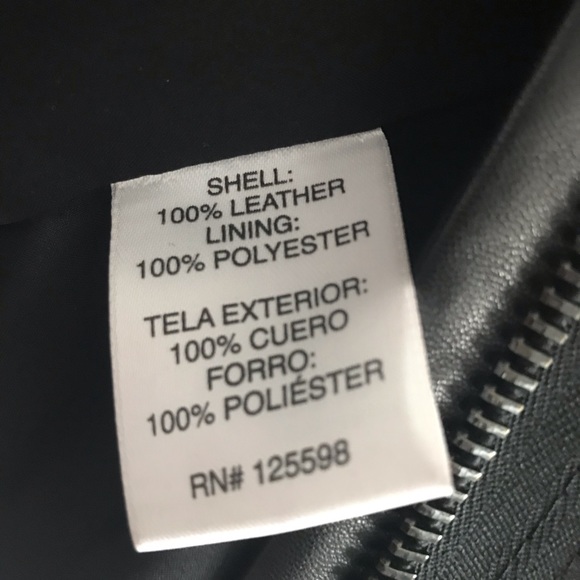 SHELL:
100% LEATHER
LINING:
100% POLYESTER
TELA EXTERIOR:
100% CUERO
FORRO:
100% POLIÉSTER
RN# 125598